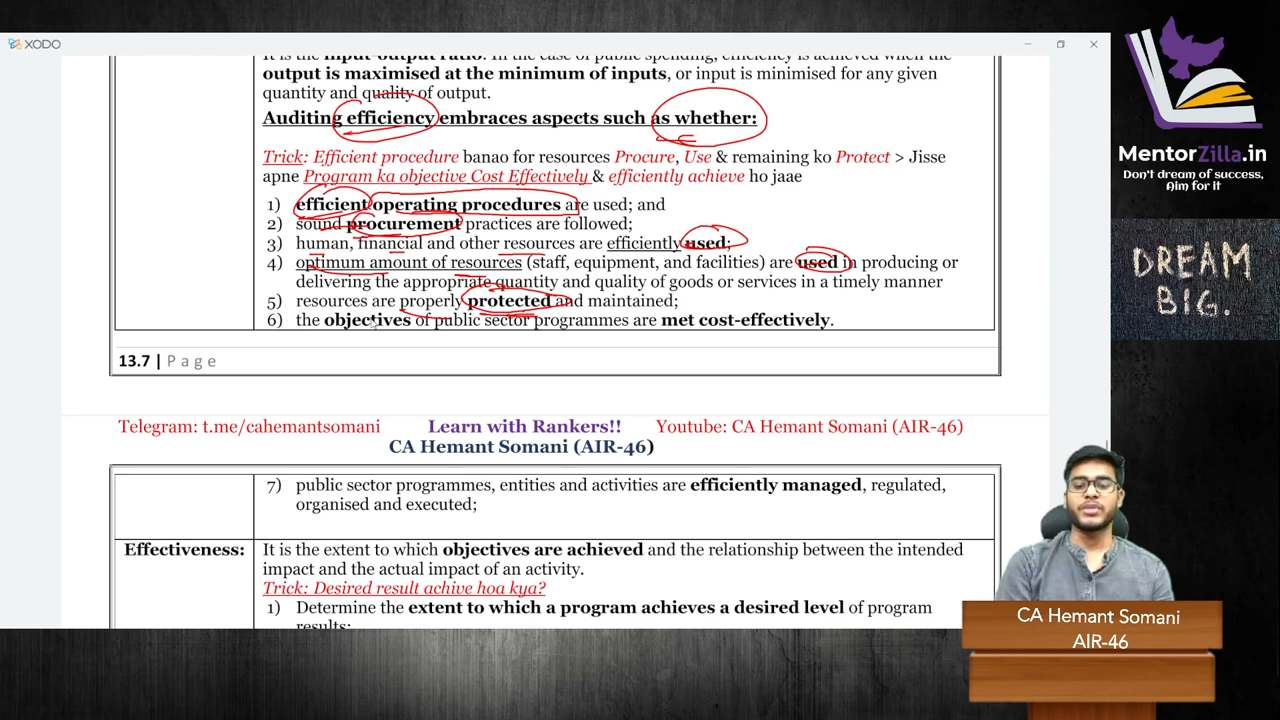 XODO
It is the input-output ratio. In the case of public spending, efficiency is achieved when the
output is maximised at the minimum of inputs, or input is minimised for any given
quantity and quality of output.
Auditing efficiency embraces aspects such as whether:
Trick: Efficient procedure banao for resources Procure, Use & remaining ko Protect > Jisse
apne Program ka objective Cost Effectively & efficiently achieve ho jaae
1) efficient operating procedures are used; and
2) sound procurement practices are followed;
3) human, financial and other resources are efficiently used;
4) optimum amount of resources (staff, equipment, and facilities) are used in producing or
delivering the appropriate quantity and quality of goods or services in a timely manner
5) resources are properly protected and maintained;
6) the objectives of public sector programmes are met cost-effectively.
13.7 | Page
Telegram: t.me/cahemantsomani Learn with Rankers!! Youtube: CA Hemant Somani (AIR-46)
CA Hemant Somani (AIR-46)
7) public sector programmes, entities and activities are efficiently managed, regulated,
organised and executed;
Effectiveness: It is the extent to which objectives are achieved and the relationship between the intended
impact and the actual impact of an activity.
Trick: Desired result achive hoa kya?
1) Determine the extent to which a program achieves a desired level of program
results;
MentorZilla.in
Don't dream of success,
Aim for it
DREAM
BIG.
CA Hemant Somani
AIR-46